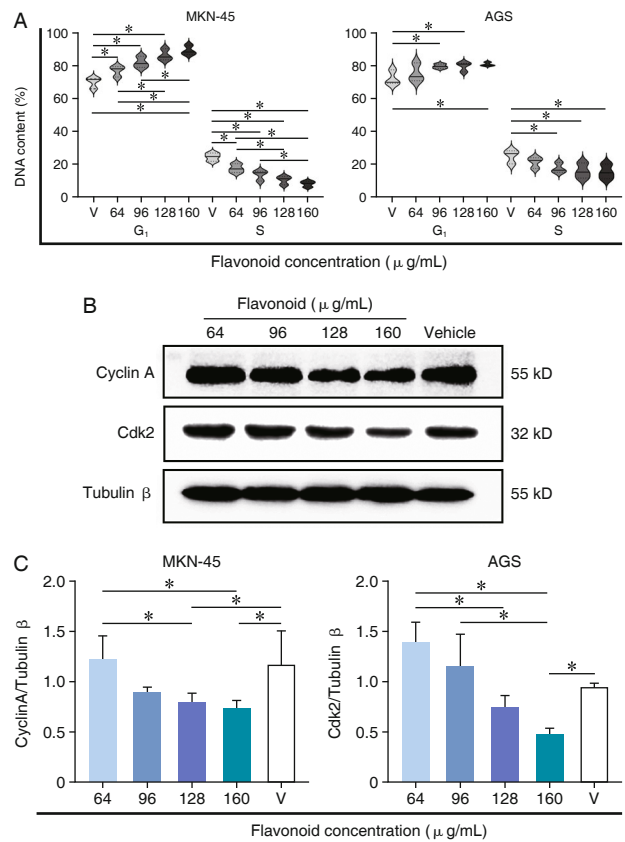 A
MKN-45
AGS
DNA content (%)
100
80
60
40
20
0
* * *
* *
*
*
*
*
*
*
*
* *
*
*
V 64 96 128 160 V 64 96 128 160
G1 S
100
80
60
40
20
0
*
*
*
*
*
*
V 64 96 128 160 V 64 96 128 160
G1 S
Flavonoid concentration ( μ g/mL)
B
Flavonoid ( μ g/mL)
64 96 128 160 Vehicle
Cyclin A 55 kD
Cdk2 32 kD
Tubulin β 55 kD
C
MKN-45
AGS
CyclinA/Tubulin β
2.0
1.5
1.0
0.5
0
*
*
*
*
64 96 128 160 V
Cdk2/Tubulin β
2.0
1.5
1.0
0.5
0
*
*
*
*
64 96 128 160 V
Flavonoid concentration ( μ g/mL)